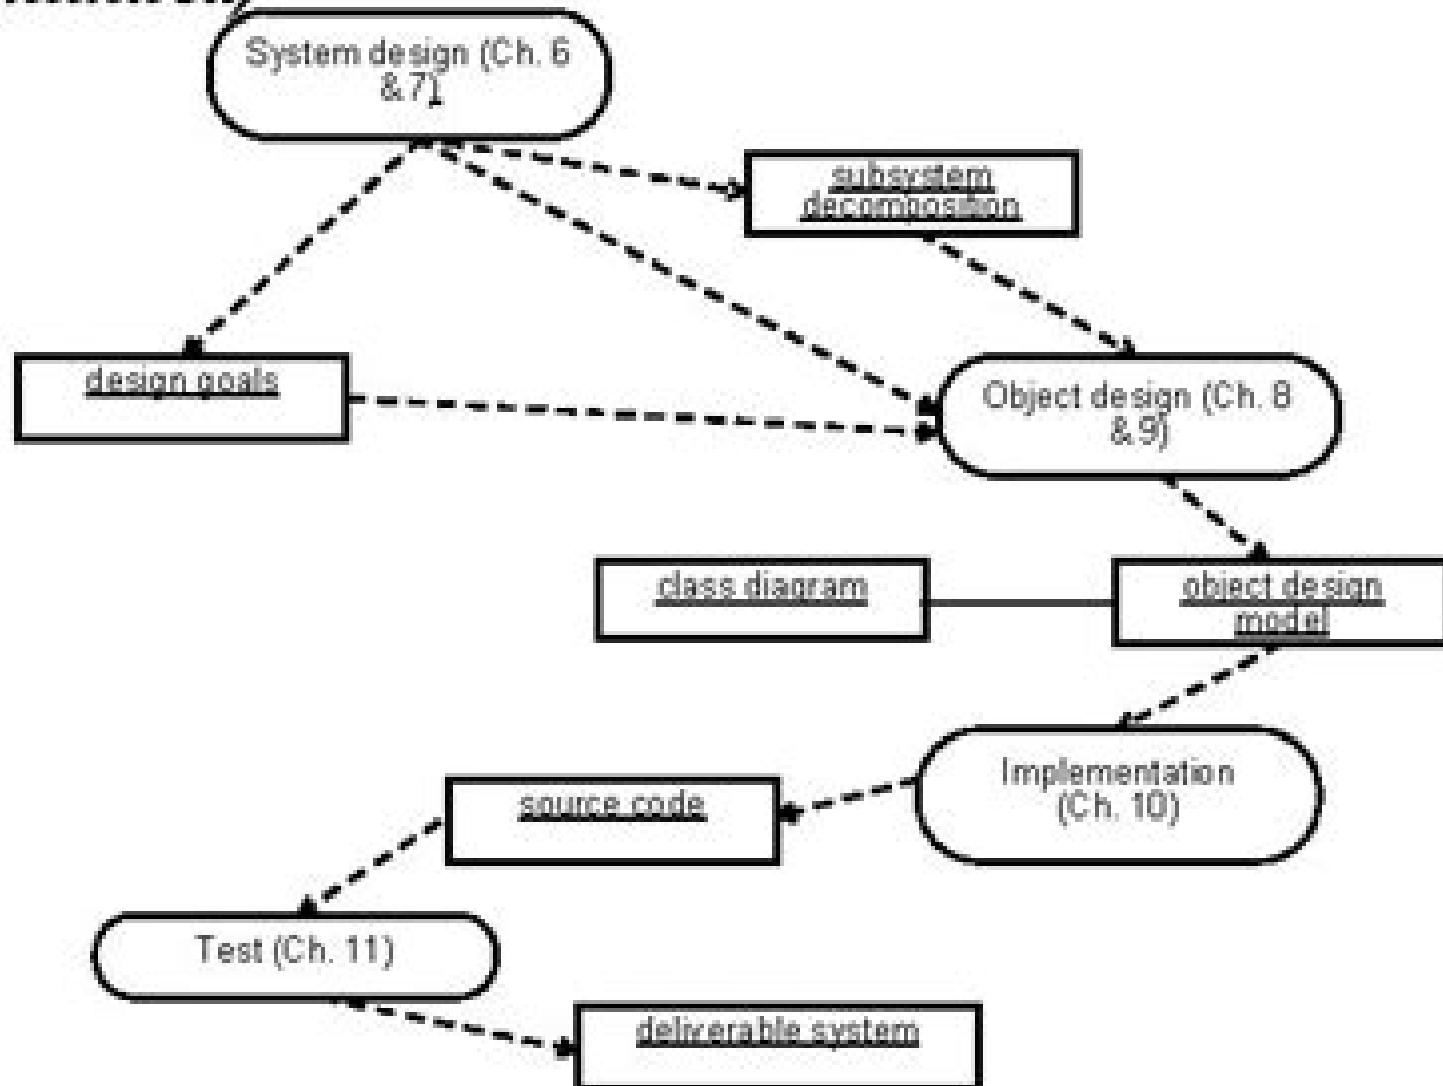 System design (Ch. 6
& 7)
subsystem
decomposition
design goals
Object design (Ch. 8
& 9)
class diagram
object design
model
Implementation
(Ch. 10)
source code
Test (Ch. 11)
deliverable system